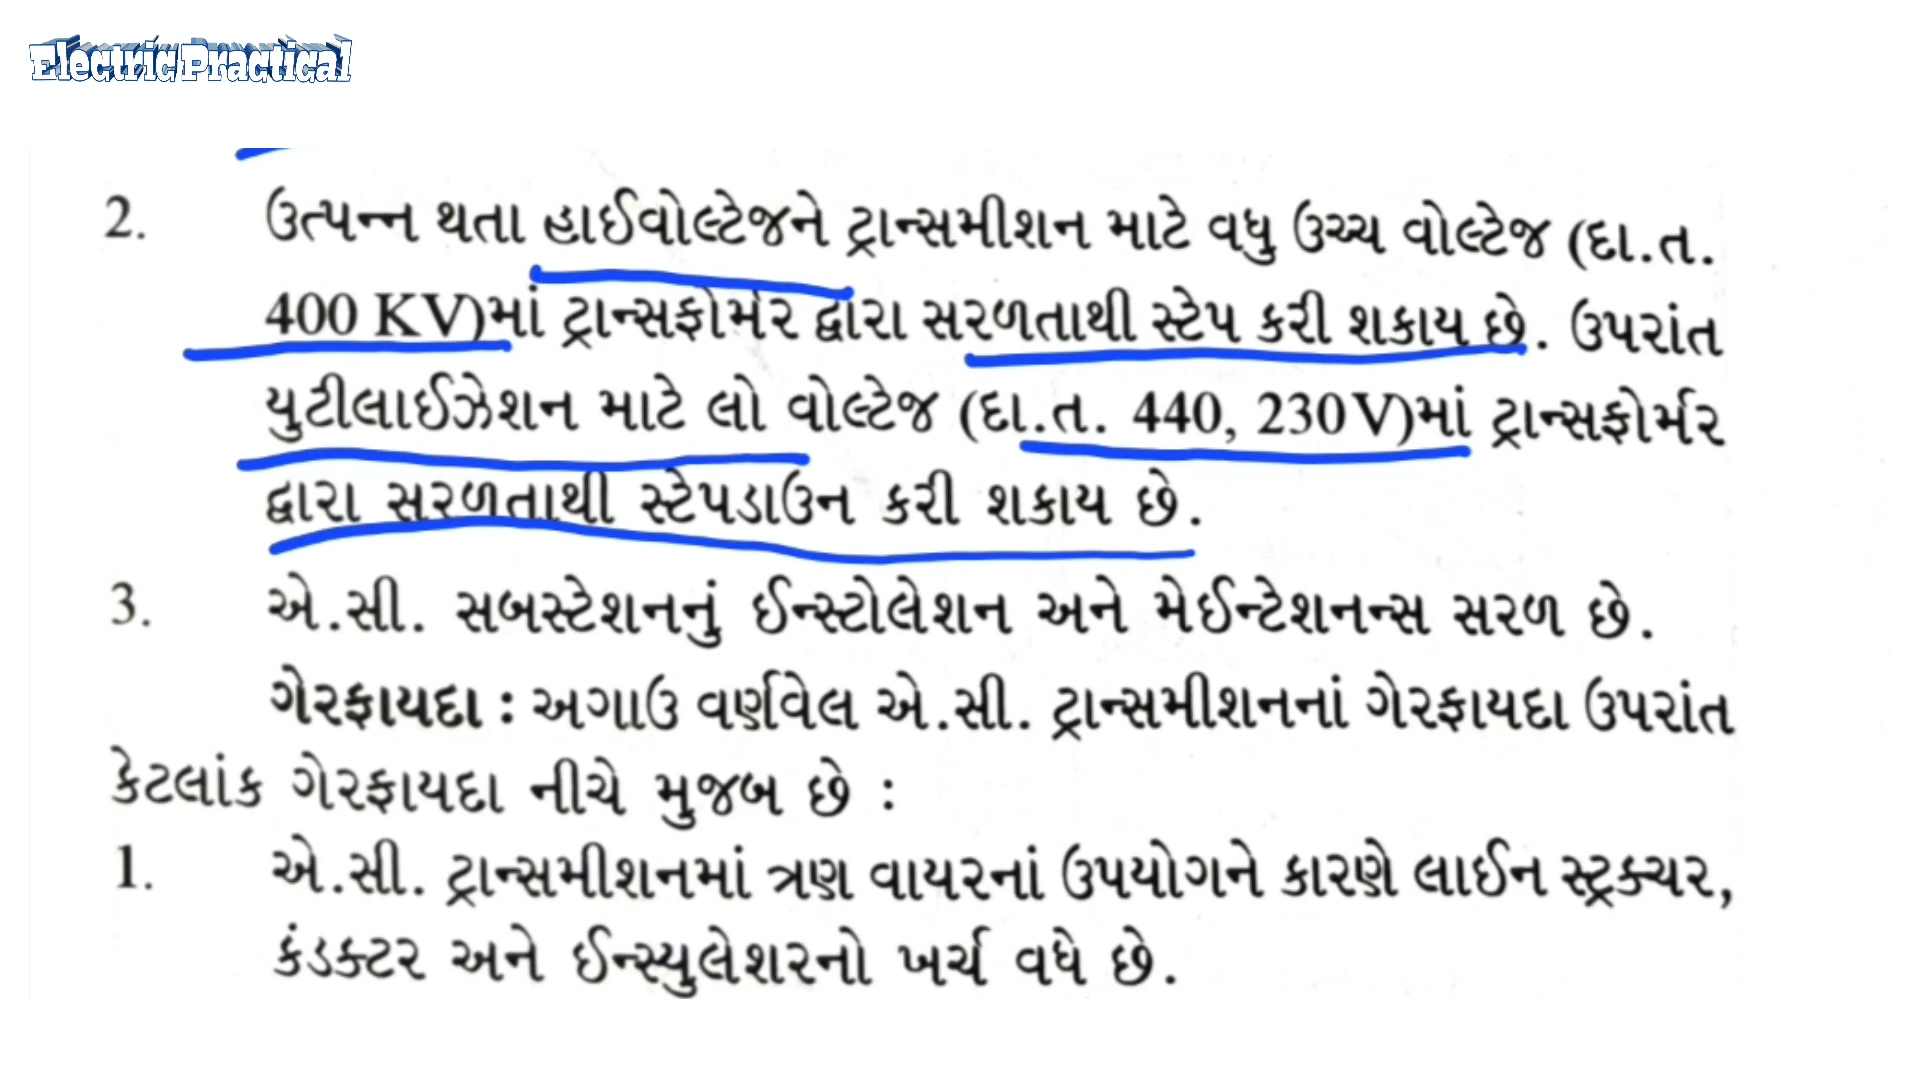 Electric Practical
2. ઉત્પન્ન થતા હાઈવોલ્ટેજને ટ્રાન્સમીશન માટે વધુ ઉચ્ચ વોલ્ટેજ (દા.ત.
400 KV)માં ટ્રાન્સફોર્મર દ્વારા સરળતાથી સ્ટેપ કરી શકાય છે. ઉપરાંત
યુટીલાઈઝેશન માટે લો વોલ્ટેજ (દા.ત. 440, 230V)માં ટ્રાન્સફોર્મર
દ્વારા સરળતાથી સ્ટેપડાઉન કરી શકાય છે.
3. એ.સી. સબસ્ટેશનનું ઈન્સ્ટોલેશન અને મેઈન્ટેશનન્સ સરળ છે.
ગેરફાયદા : અગાઉ વર્ણવેલ એ.સી. ટ્રાન્સમીશનનાં ગેરફાયદા ઉપરાંત
કેટલાંક ગેરફાયદા નીચે મુજબ છે :
1. એ.સી. ટ્રાન્સમીશનમાં ત્રણ વાયરનાં ઉપયોગને કારણે લાઈન સ્ટ્રક્ચર,
કંડક્ટર અને ઈન્સ્યુલેશરનો ખર્ચ વધે છે.